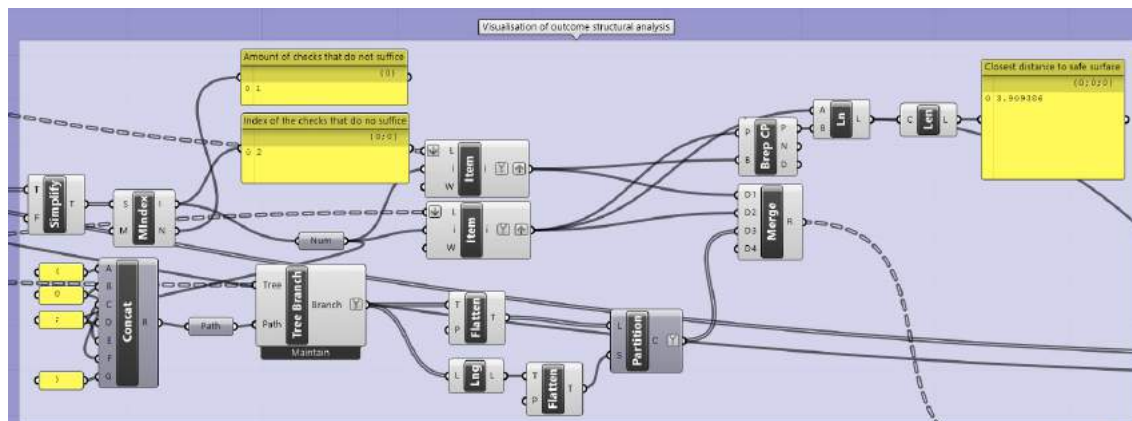 Visualisation of outcome structural analysis
Amount of checks that do not suffice
{0}
0 1
Index of the checks that do no suffice
{0;0}
0 2
Closest distance to safe surface
{0;0;0}
0 3.909386
T
F
Simplify
T
S
M
MIndex
I
N
Num
L
i
W
Item
i
L
i
W
Item
i
P
B
Brep CP
P
N
D
A
B
Ln
L
C
Len
L
D1
D2
D3
D4
Merge
R
{
0
;
}
A
B
C
D
E
F
G
Concat
R
Path
Tree
Path
Tree Branch
Branch
Maintain
T
P
Flatten
T
L
Lng
L
T
P
Flatten
T
L
S
Partition
C